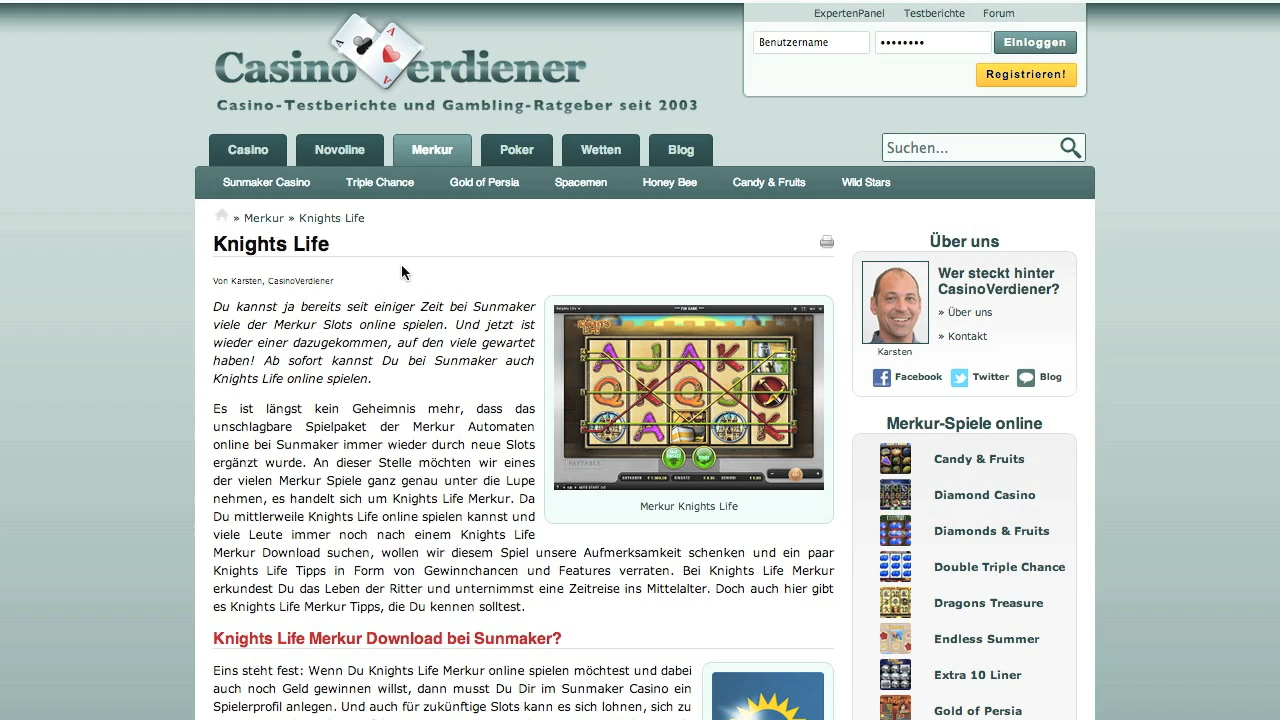 ExpertenPanel Testberichte Forum
Casino Verdiener
Casino-Testberichte und Gambling-Ratgeber seit 2003
Benutzername •••••••• Einloggen
Registrieren!
Casino Novoline Merkur Poker Wetten Blog
Suchen...
Sunmaker Casino Triple Chance Gold of Persia Spacemen Honey Bee Candy & Fruits Wild Stars
» Merkur » Knights Life
Knights Life
Von Karsten, CasinoVerdiener
Du kannst ja bereits seit einiger Zeit bei Sunmaker
viele der Merkur Slots online spielen. Und jetzt ist
wieder einer dazugekommen, auf den viele gewartet
haben! Ab sofort kannst Du bei Sunmaker auch
Knights Life online spielen.
Es ist längst kein Geheimnis mehr, dass das
unschlagbare Spielpaket der Merkur Automaten
online bei Sunmaker immer wieder durch neue Slots
ergänzt wurde. An dieser Stelle möchten wir eines
der vielen Merkur Spiele ganz genau unter die Lupe
nehmen, es handelt sich um Knights Life Merkur. Da
Du mittlerweile Knights Life online spielen kannst und
viele Leute immer noch nach einem Knights Life
Merkur Download suchen, wollen wir diesem Spiel unsere Aufmerksamkeit schenken und ein paar
Knights Life Tipps in Form von Gewinnchancen und Features verraten. Bei Knights Life Merkur
erkundest Du das Leben der Ritter und unternimmst eine Zeitreise ins Mittelalter. Doch auch hier gibt
es Knights Life Merkur Tipps, die Du kennen solltest.
A J A K
Q K Q J
A K
PAYTABLE
Merkur Knights Life
Knights Life Merkur Download bei Sunmaker?
Eins steht fest: Wenn Du Knights Life Merkur online spielen möchtest und dabei
auch noch Geld gewinnen willst, dann musst Du Dir im Sunmaker Casino ein
Spielerprofil anlegen. Und auch für zukünftige Slots kann es sich lohnen, sich zu
Über uns
Wer steckt hinter
CasinoVerdiener?
» Über uns
» Kontakt
Karsten
Facebook Twitter Blog
Merkur-Spiele online
Candy & Fruits
Diamond Casino
Diamonds & Fruits
Double Triple Chance
Dragons Treasure
Endless Summer
Extra 10 Liner
Gold of Persia